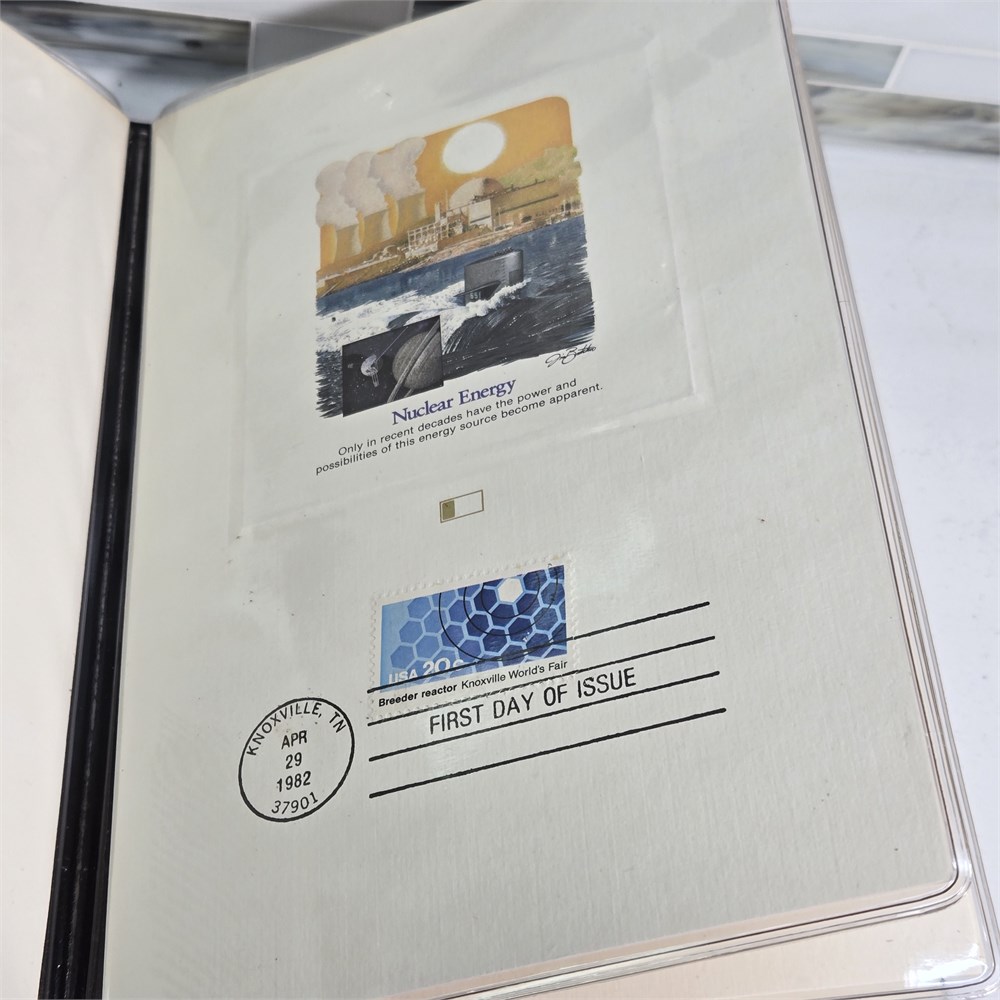 Nuclear Energy
Only in recent decades have the power and
possibilities of this energy source become apparent.
USA 20c
Breeder reactor Knoxville World's Fair
FIRST DAY OF ISSUE
KNOXVILLE, TN
APR
29
1982
37901